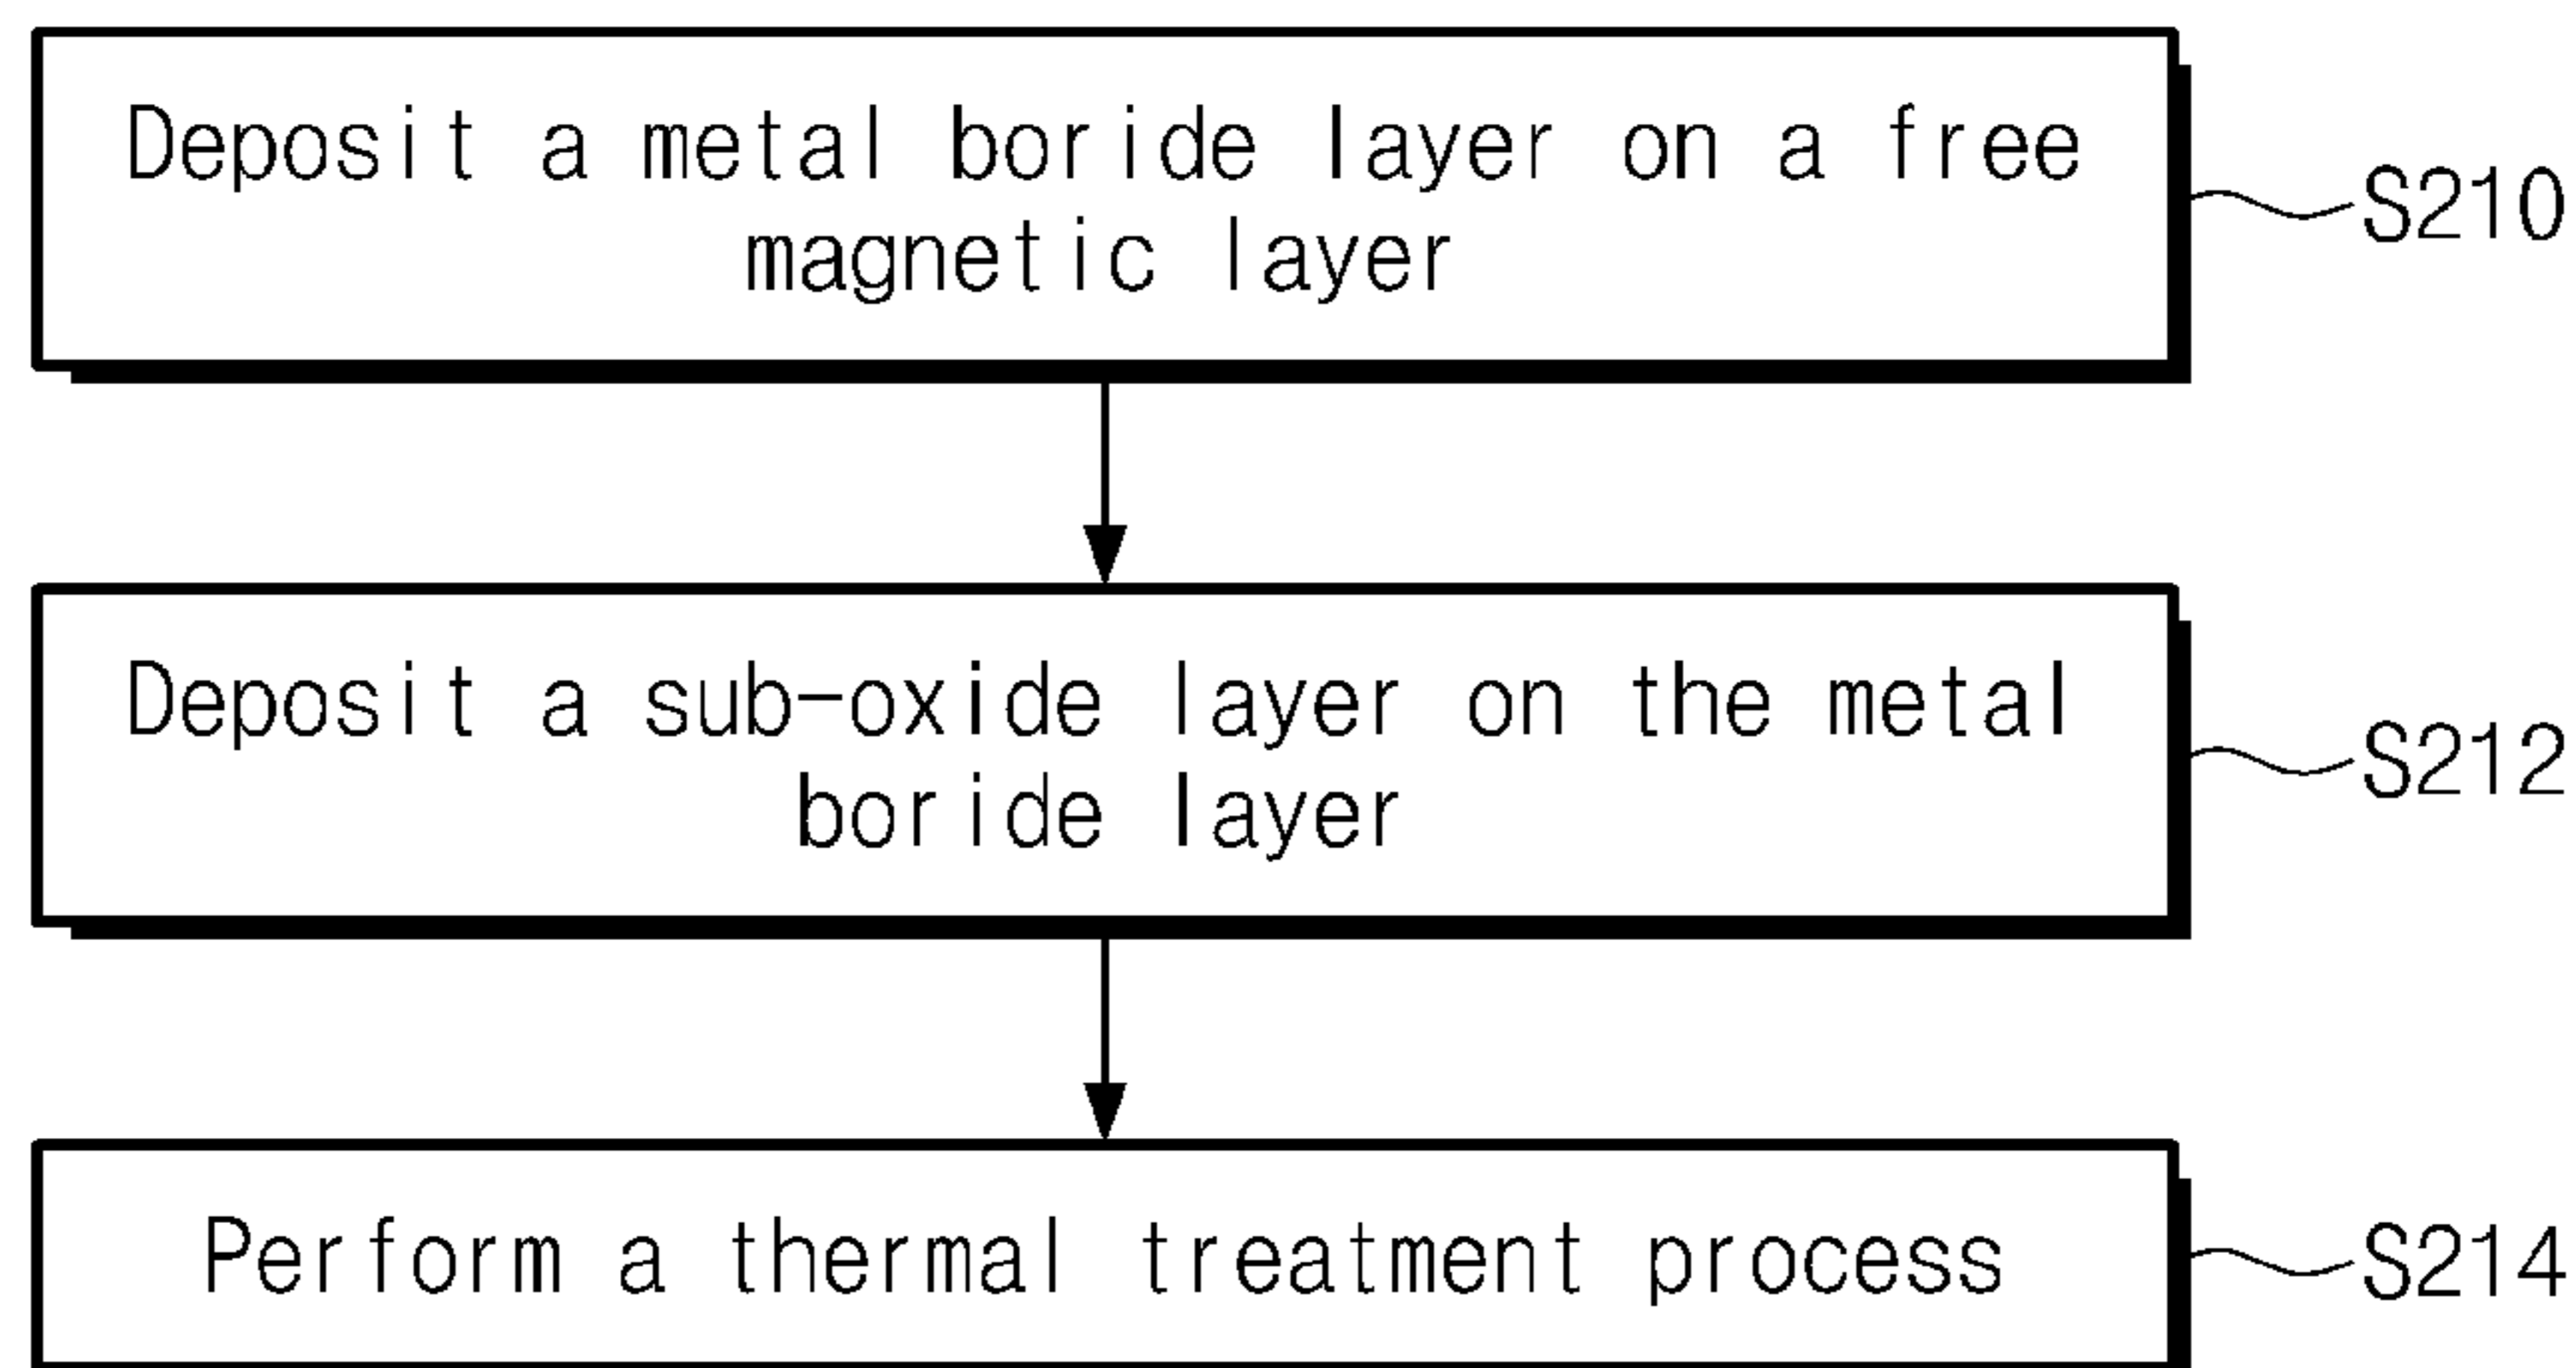 Deposit a metal boride layer on a free
magnetic layer
S210
Deposit a sub-oxide layer on the metal
boride layer
S212
Perform a thermal treatment process
S214